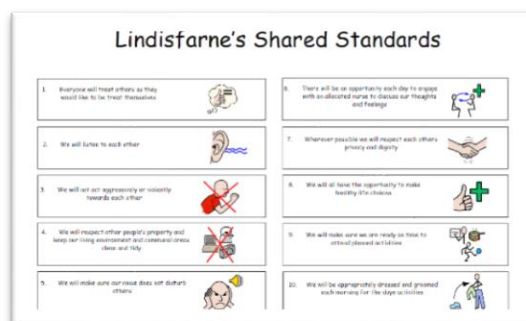 Lindisfarne's Shared Standards
1. Everyone will treat others as they
would like to be treat themselves
2. We will listen to each other
3. We will not act aggressively or violently
towards each other
4. We will respect other people's property and
keep our living environment and communal areas
clean and tidy
5. We will make sure our noise does not disturb
others
6. There will be an opportunity each day to engage
with an allocated nurse to discuss our thoughts
and feelings
7. Wherever possible we will respect each others
privacy and dignity
8. We will all have the opportunity to make
healthy life choices
9. We will make sure we are ready on time to
attend planned activities
10. We will be appropriately dressed and groomed
each morning for the days activities